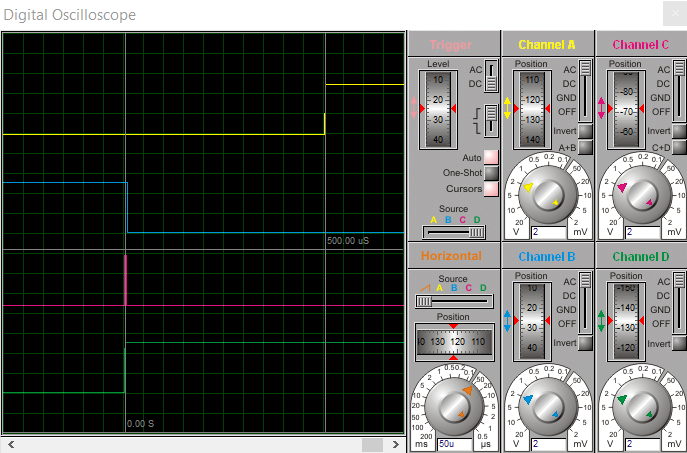 Digital Oscilloscope
500.00 uS
0.00 S
Trigger
Level
10
20
30
40
AC
DC
Auto
One-Shot
Cursors
Source
A B C D
Channel A
Position
110
120
130
140
AC
DC
GND
OFF
Invert
A+B
20 10 5 2 1 0.5 0.2 0.1 50 20 10 5 2
V
2
mV
Channel C
Position
-80
-70
-60
AC
DC
GND
OFF
Invert
C+D
20 10 5 2 1 0.5 0.2 0.1 50 20 10 5 2
V
2
mV
Horizontal
Source
A B C D
Position
130 120 110
200 100 50 20 10 5 2 1 0.5 0.2 0.1 50 20 10 5 2 1 0.5
ms
50u
µs
Channel B
Position
10
20
30
40
AC
DC
GND
OFF
Invert
20 10 5 2 1 0.5 0.2 0.1 50 20 10 5 2
V
2
mV
Channel D
Position
-150
-140
-130
-120
AC
DC
GND
OFF
Invert
20 10 5 2 1 0.5 0.2 0.1 50 20 10 5 2
V
2
mV